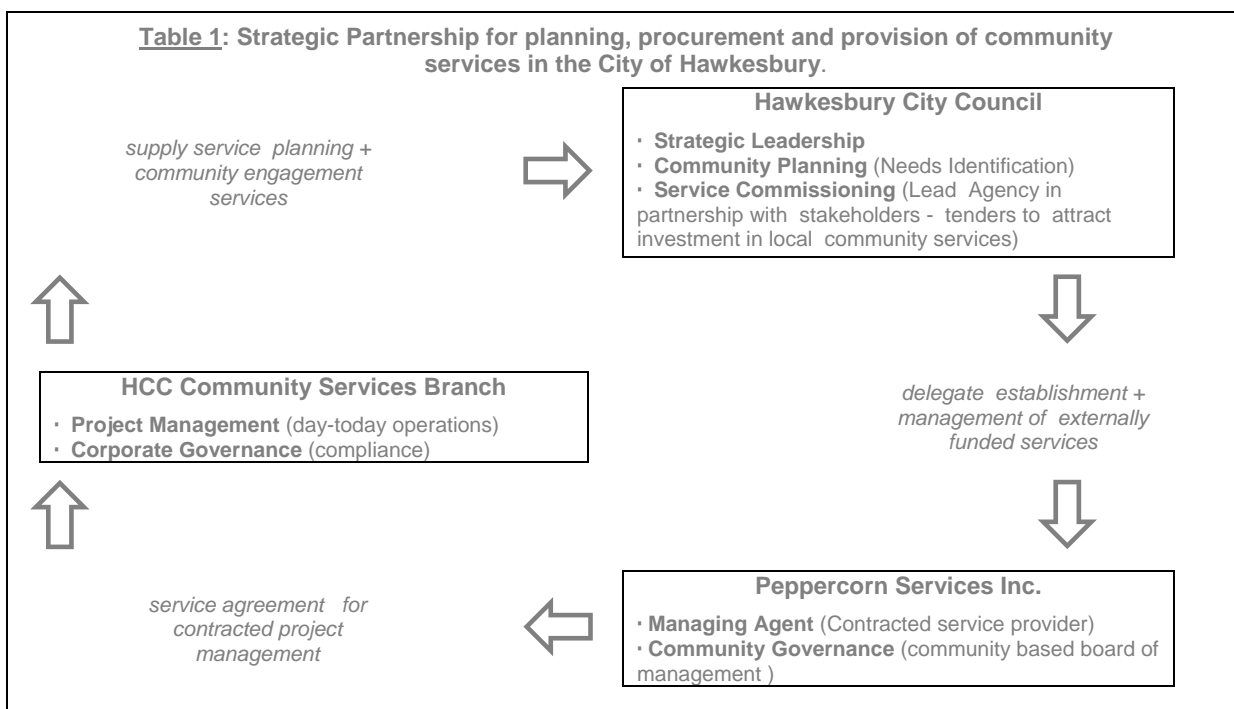 Table 1: Strategic Partnership for planning, procurement and provision of community
services in the City of Hawkesbury.
supply service planning +
community engagement
services
Hawkesbury City Council
· Strategic Leadership
· Community Planning (Needs Identification)
· Service Commissioning (Lead Agency in
partnership with stakeholders - tenders to attract
investment in local community services)
delegate establishment +
management of externally
funded services
Peppercorn Services Inc.
· Managing Agent (Contracted service provider)
· Community Governance (community based board of
management )
service agreement for
contracted project
management
HCC Community Services Branch
· Project Management (day-today operations)
· Corporate Governance (compliance)